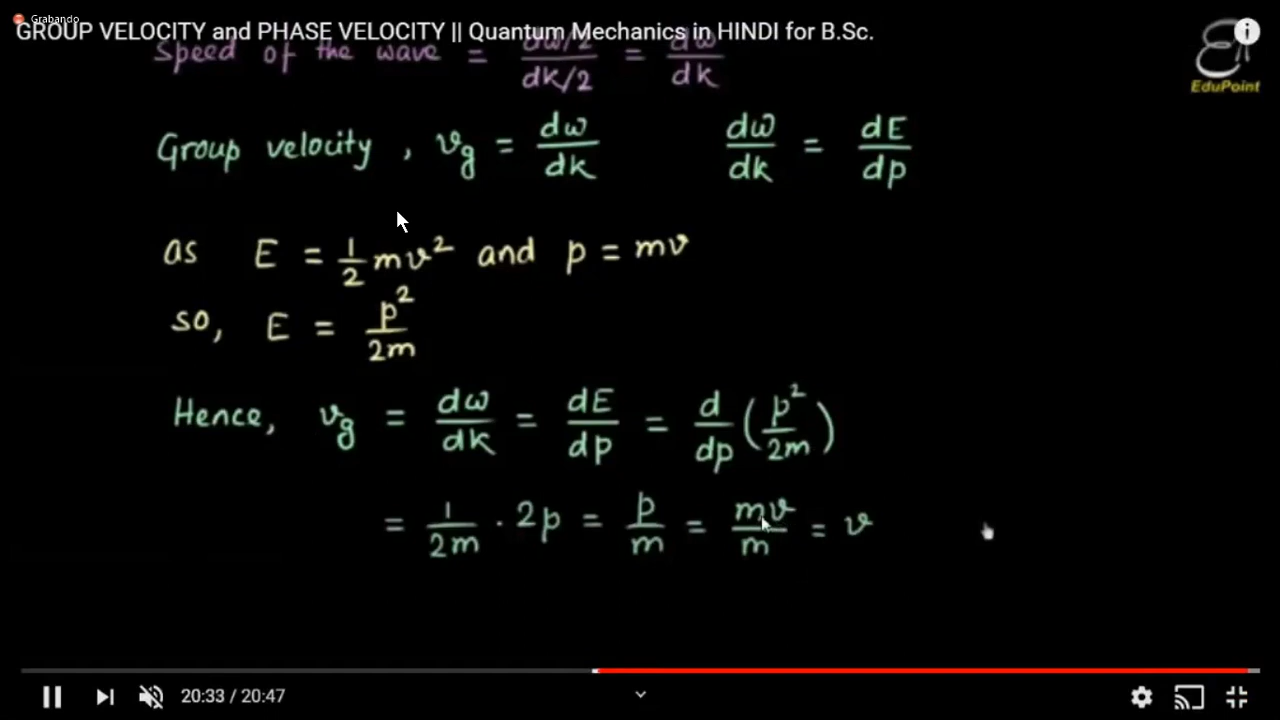 Grabando
GROUP VELOCITY and PHASE VELOCITY || Quantum Mechanics in HINDI for B.Sc.
Speed of the wave = dω/2 / dk/2 = dω/dk
EduPoint
Group velocity, vg = dω/dk dω/dk = dE/dp
as E = 1/2 mv² and p = mv
so, E = p²/2m
Hence, vg = dω/dk = dE/dp = d/dp (p²/2m)
= 1/2m · 2p = p/m = mv/m = v
20:33 / 20:47